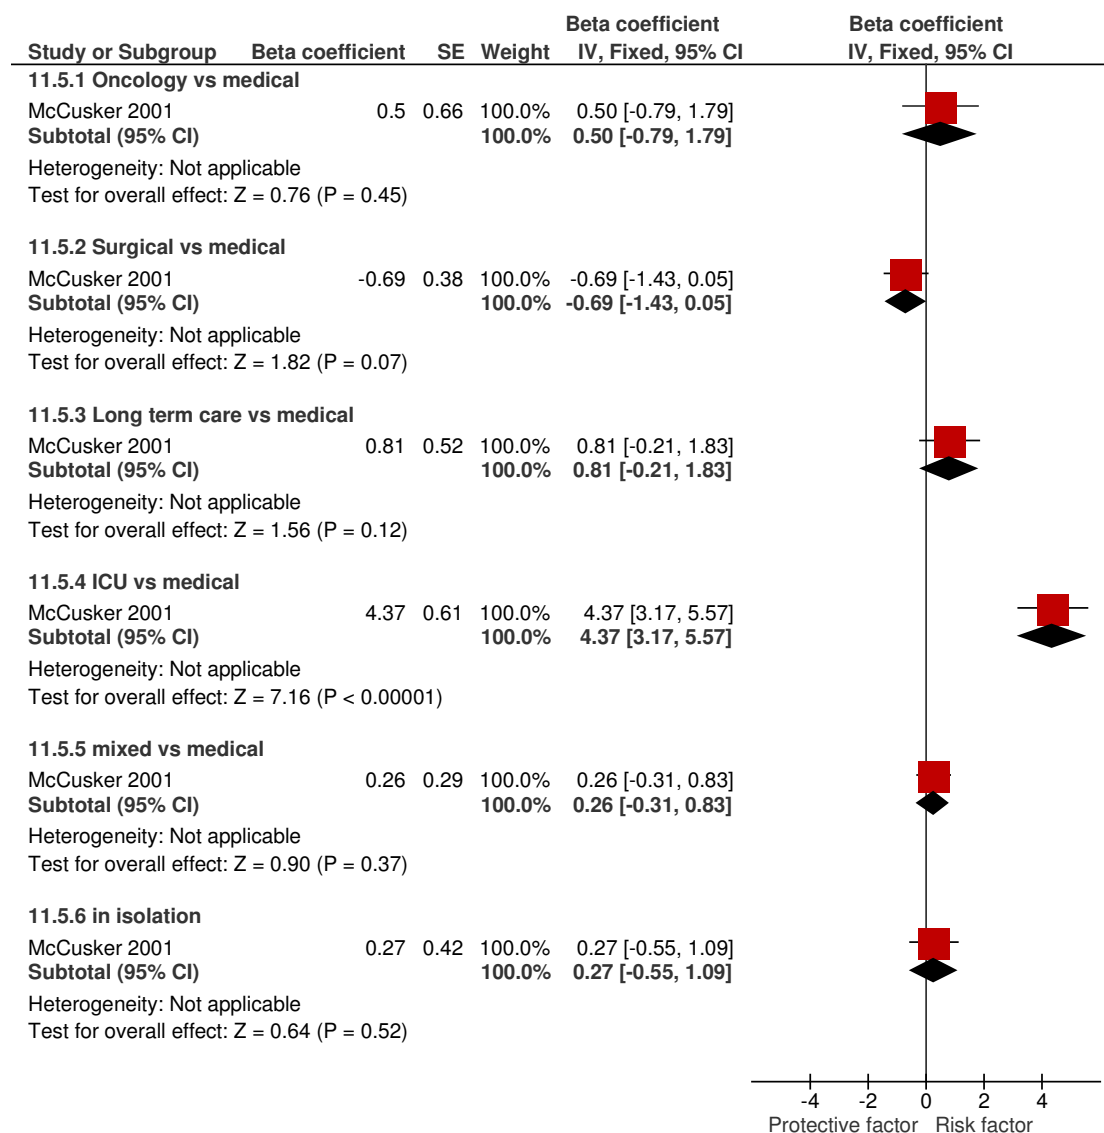 Beta coefficient Beta coefficient
Study or Subgroup Beta coefficient SE Weight IV, Fixed, 95% CI IV, Fixed, 95% CI
11.5.1 Oncology vs medical
McCusker 2001 0.5 0.66 100.0% 0.50 [-0.79, 1.79]
Subtotal (95% CI) 100.0% 0.50 [-0.79, 1.79]
Heterogeneity: Not applicable
Test for overall effect: Z = 0.76 (P = 0.45)
11.5.2 Surgical vs medical
McCusker 2001 -0.69 0.38 100.0% -0.69 [-1.43, 0.05]
Subtotal (95% CI) 100.0% -0.69 [-1.43, 0.05]
Heterogeneity: Not applicable
Test for overall effect: Z = 1.82 (P = 0.07)
11.5.3 Long term care vs medical
McCusker 2001 0.81 0.52 100.0% 0.81 [-0.21, 1.83]
Subtotal (95% CI) 100.0% 0.81 [-0.21, 1.83]
Heterogeneity: Not applicable
Test for overall effect: Z = 1.56 (P = 0.12)
11.5.4 ICU vs medical
McCusker 2001 4.37 0.61 100.0% 4.37 [3.17, 5.57]
Subtotal (95% CI) 100.0% 4.37 [3.17, 5.57]
Heterogeneity: Not applicable
Test for overall effect: Z = 7.16 (P < 0.00001)
11.5.5 mixed vs medical
McCusker 2001 0.26 0.29 100.0% 0.26 [-0.31, 0.83]
Subtotal (95% CI) 100.0% 0.26 [-0.31, 0.83]
Heterogeneity: Not applicable
Test for overall effect: Z = 0.90 (P = 0.37)
11.5.6 in isolation
McCusker 2001 0.27 0.42 100.0% 0.27 [-0.55, 1.09]
Subtotal (95% CI) 100.0% 0.27 [-0.55, 1.09]
Heterogeneity: Not applicable
Test for overall effect: Z = 0.64 (P = 0.52)
-4 -2 0 2 4
Protective factor Risk factor